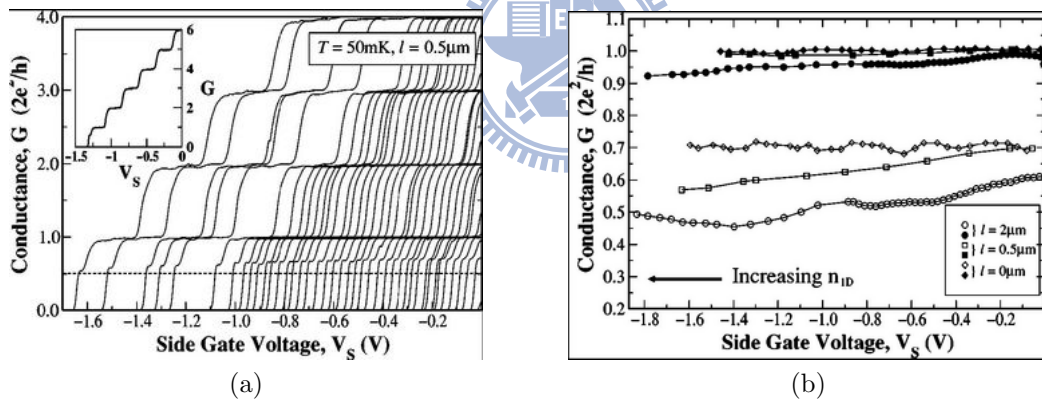 4.0
3.0
2.0
1.0
0.0
Conductance, G (2e²/h)
T = 50mK, l = 0.5μm
G
6
4
2
0
−1.5 −1.0 −0.5 0
V_S
−1.6 −1.4 −1.2 −1.0 −0.8 −0.6 −0.4 −0.2
Side Gate Voltage, V_S (V)
(a)
1.1
1.0
0.9
0.8
0.7
0.6
0.5
0.4
0.3
0.2
Conductance, G (2e²/h)
} l = 2μm
} l = 0.5μm
} l = 0μm
Increasing n_1D
−1.8 −1.6 −1.4 −1.2 −1.0 −0.8 −0.6 −0.4 −0.2
Side Gate Voltage, V_S (V)
(b)